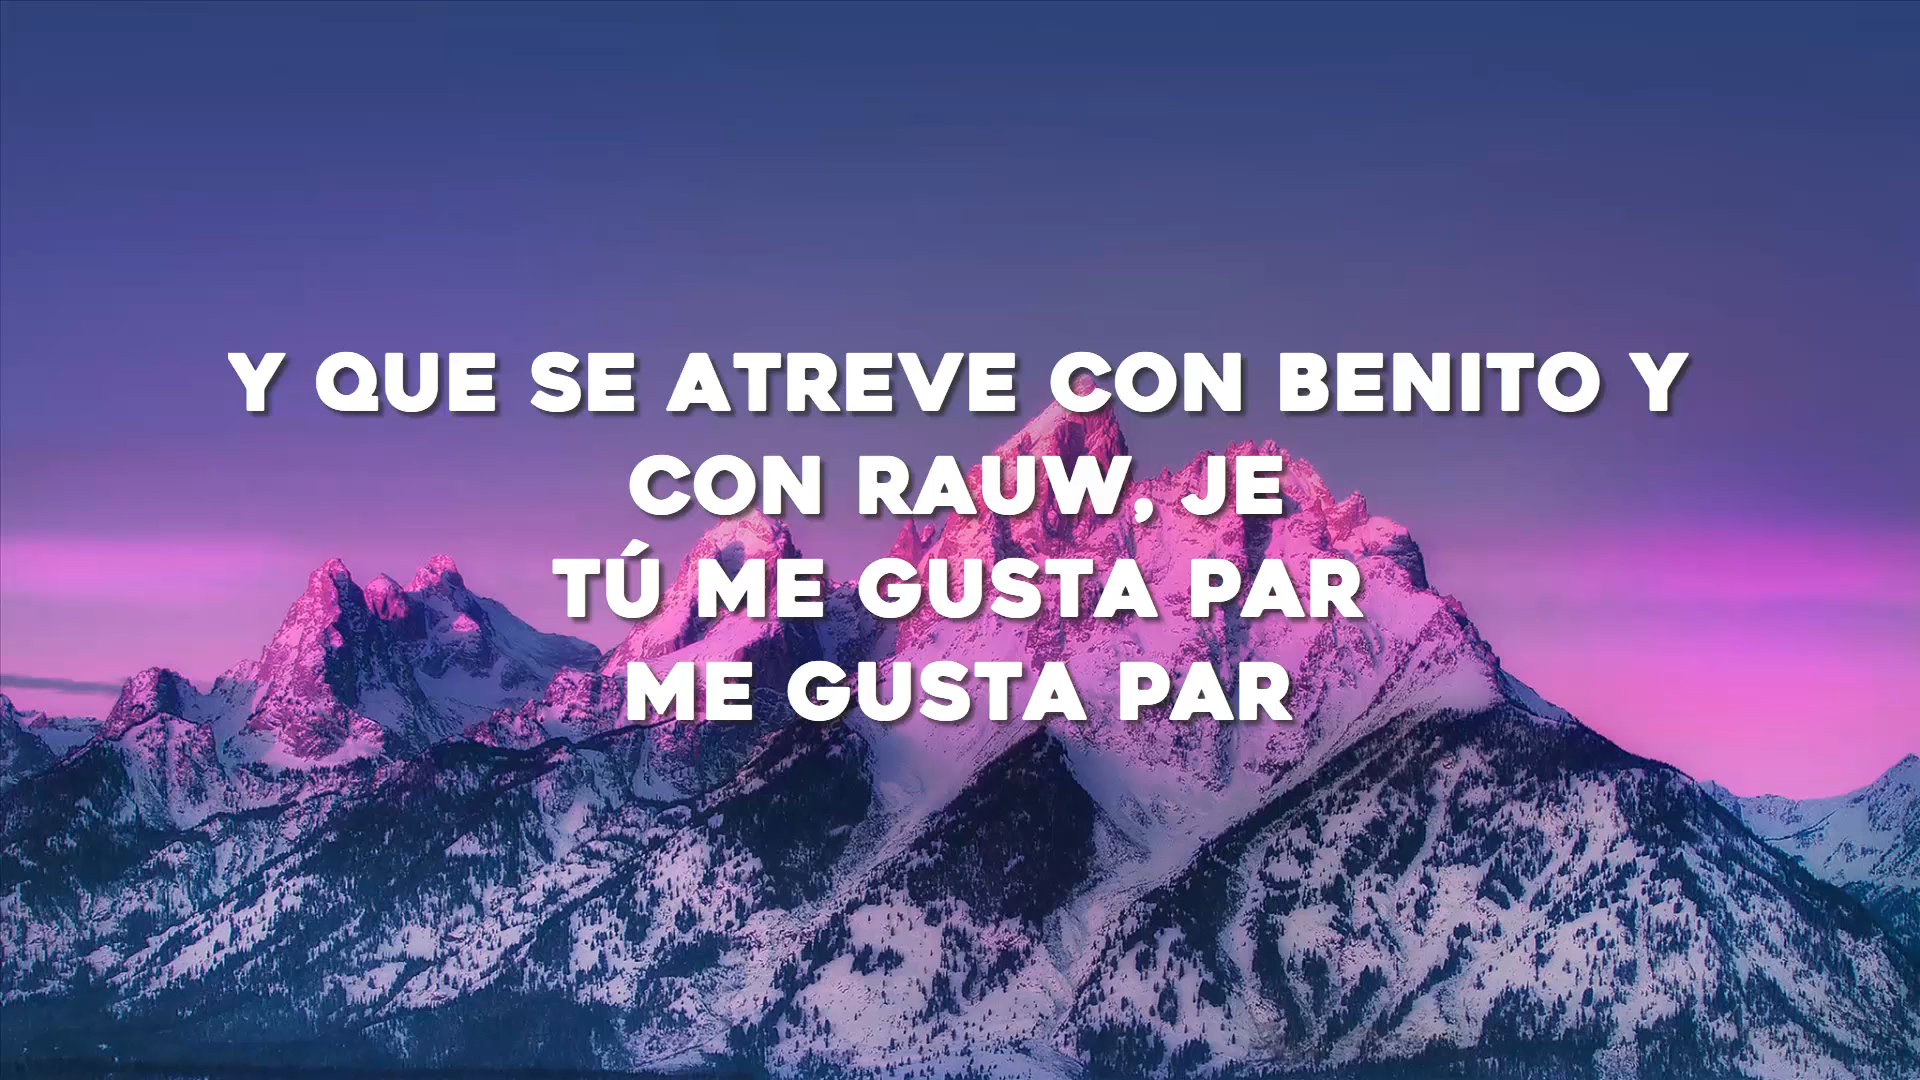 Y QUE SE ATREVE CON BENITO Y
CON RAUW, JE
TÚ ME GUSTA PAR
ME GUSTA PAR